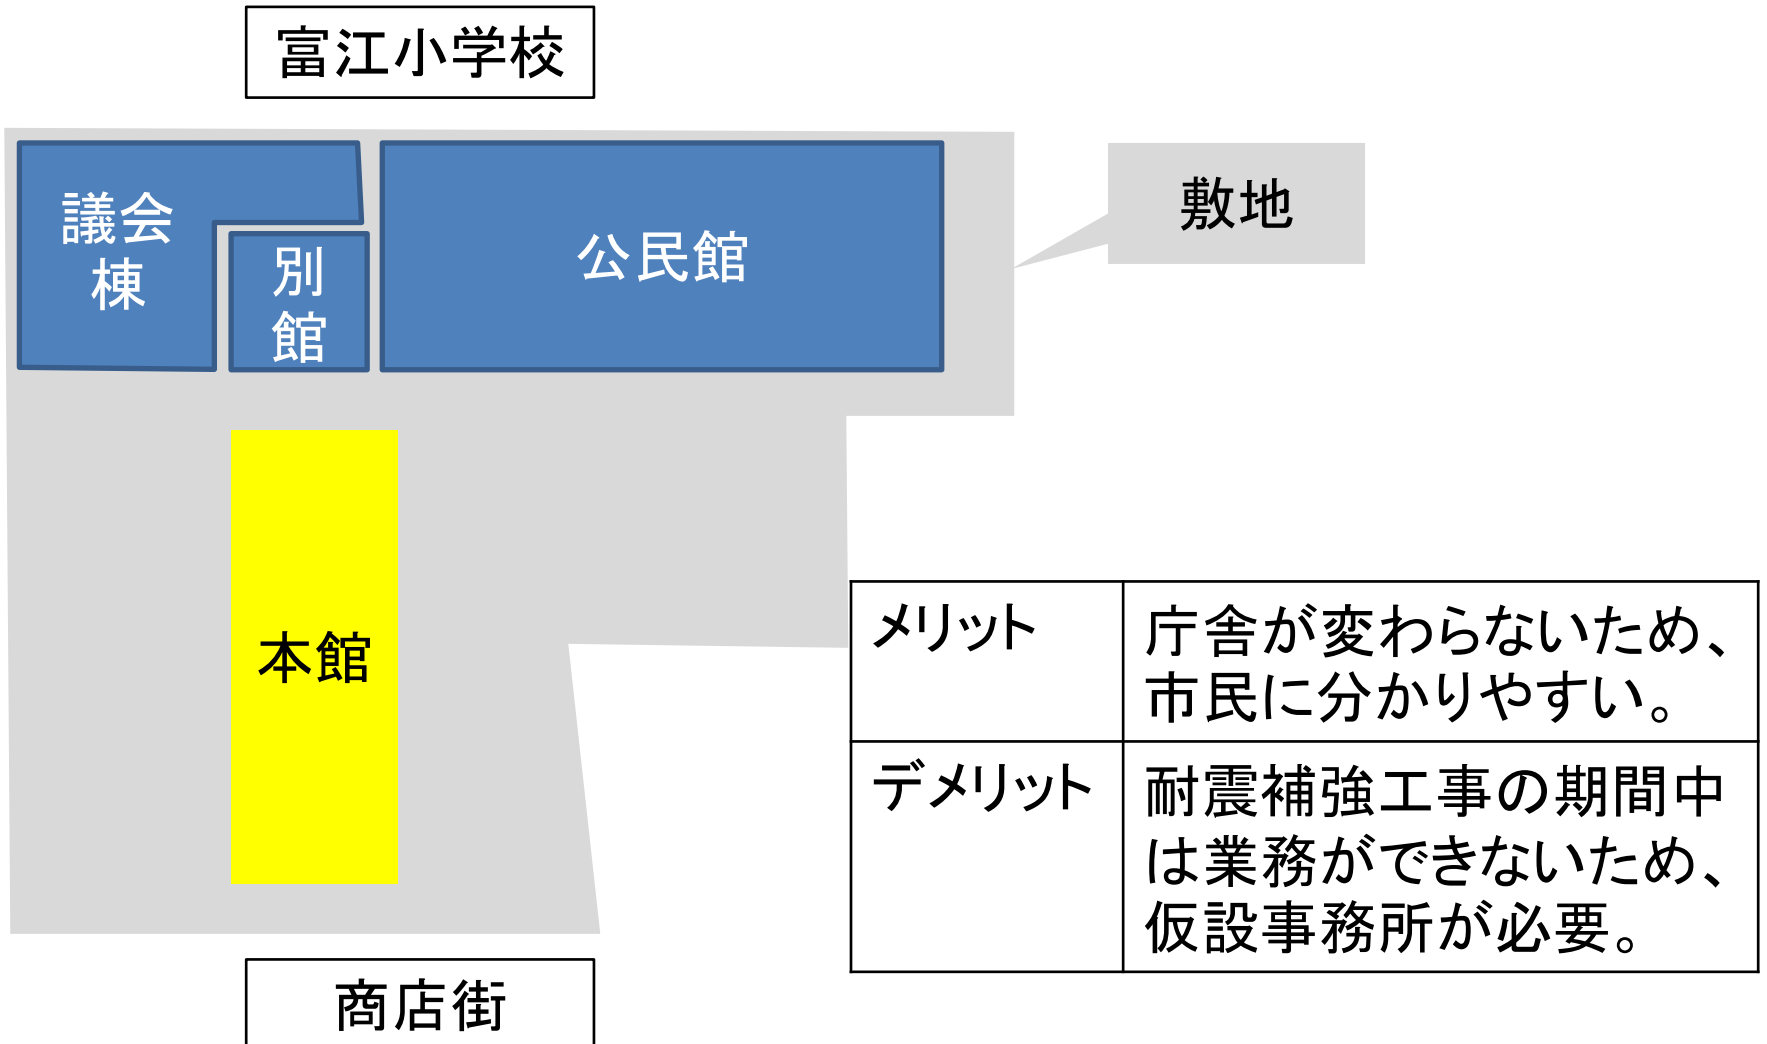 富江小学校
議会
棟
別
館
公民館
敷地
本館
メリット
庁舎が変わらないため、
市民に分かりやすい。
デメリット
耐震補強工事の期間中
は業務ができないため、
仮設事務所が必要。
商店街